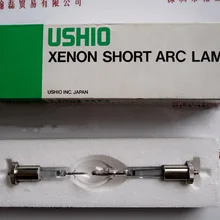 USHIO
XENON SHORT ARC LAM
USHIO INC. JAPAN